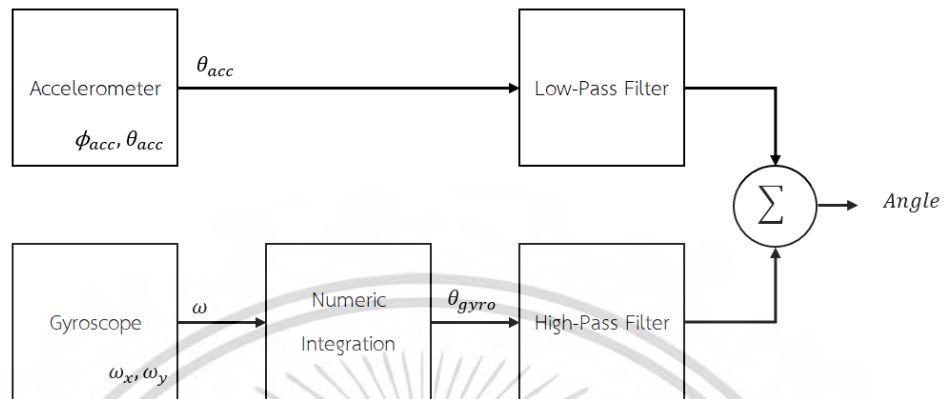 θ_acc
Accelerometer
Low-Pass Filter
ϕ_acc, θ_acc
∑
Angle
ω
Numeric
θ_gyro
Gyroscope
High-Pass Filter
Integration
ω_x, ω_y